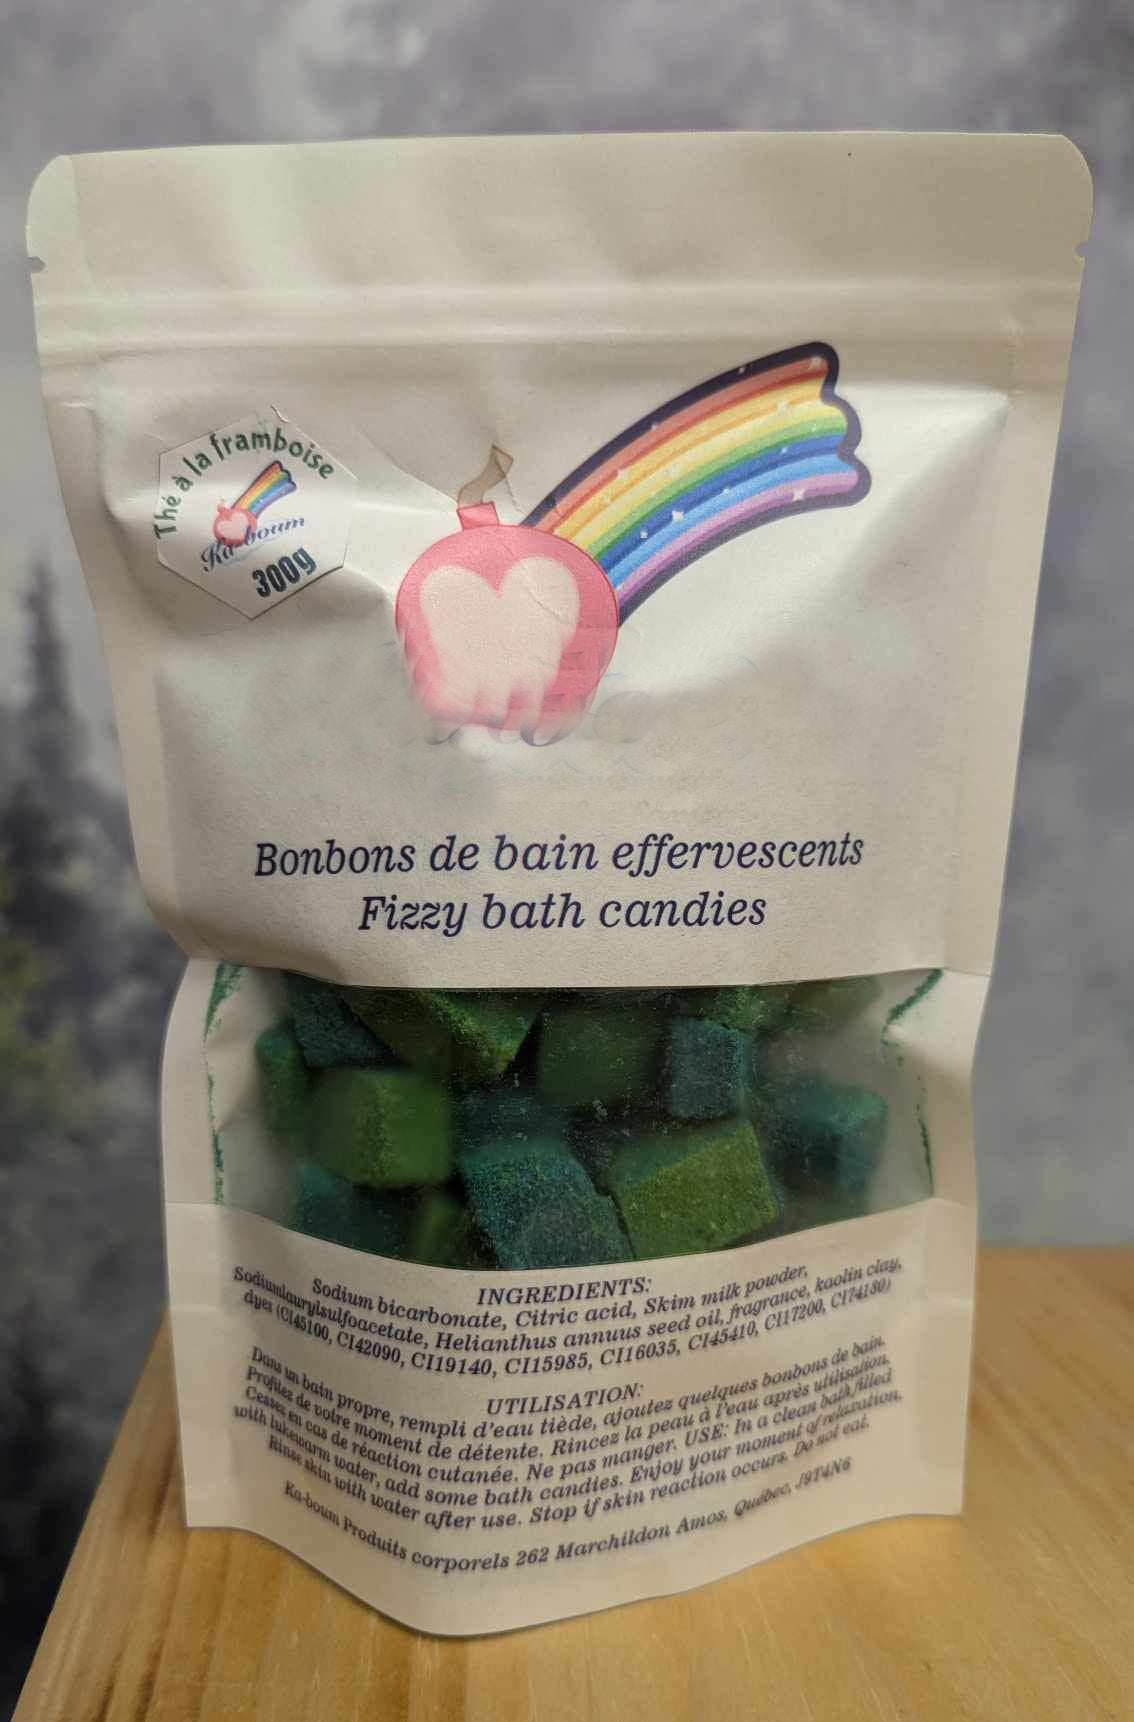 Thé à la framboise
Ka-boum
300g
Bonbons de bain effervescents
Fizzy bath candies
INGREDIENTS:
Sodium bicarbonate, Citric acid, Skim milk powder,
Sodiumlaurylsulfoacetate, Helianthus annuus seed oil, fragrance, kaolin clay,
dyes (CI45100, CI42090, CI19140, CI15985, CI16035, CI45410, CI17200, CI74180)
UTILISATION:
Dans un bain propre, rempli d'eau tiède, ajoutez quelques bonbons de bain.
Profitez de votre moment de détente. Rincez la peau à l'eau après utilisation.
Cessez en cas de réaction cutanée. Ne pas manger. USE: In a clean bath filled
with lukewarm water, add some bath candies. Enjoy your moment of relaxation.
Rinse skin with water after use. Stop if skin reaction occurs. Do not eat.
Ka-boum Produits corporels 262 Marchildon Amos, Québec, J9T4N6